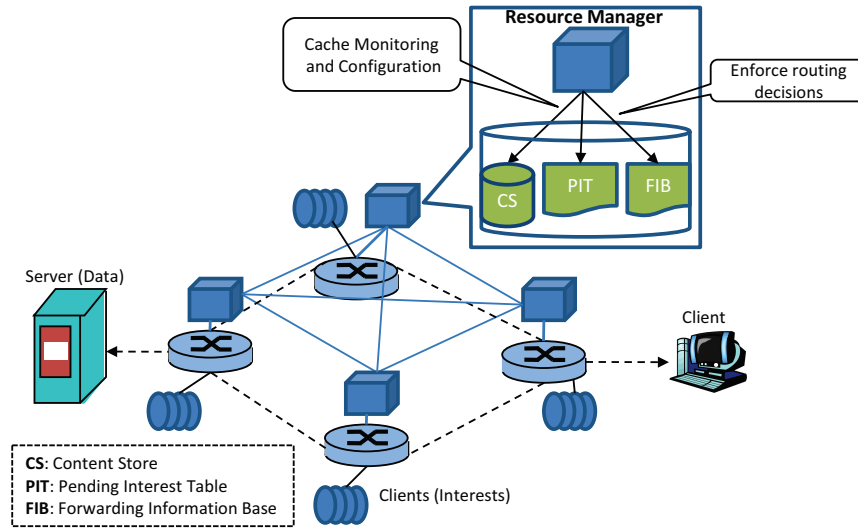 Resource Manager
Cache Monitoring
and Configuration
Enforce routing
decisions
CS
PIT
FIB
Server (Data)
Client
CS: Content Store
PIT: Pending Interest Table
FIB: Forwarding Information Base
Clients (Interests)